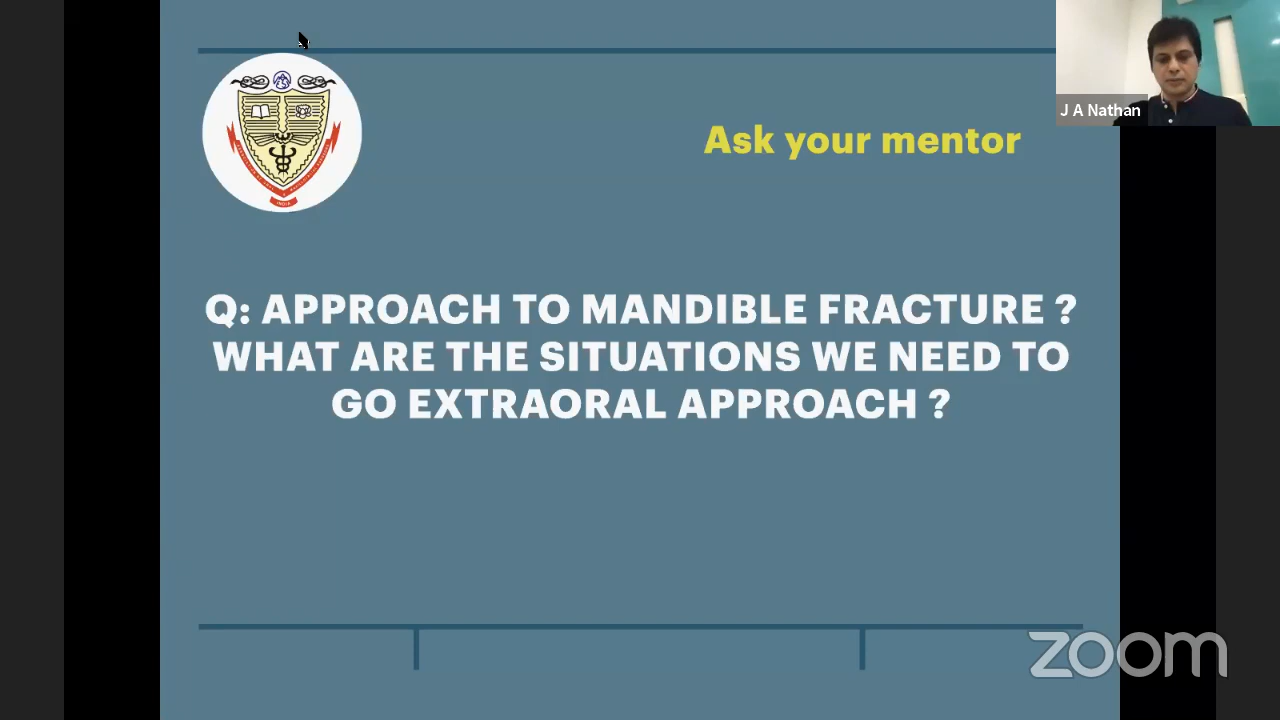 J A Nathan
Ask your mentor
Q: APPROACH TO MANDIBLE FRACTURE ?
WHAT ARE THE SITUATIONS WE NEED TO
GO EXTRAORAL APPROACH ?
INDIA
zoom